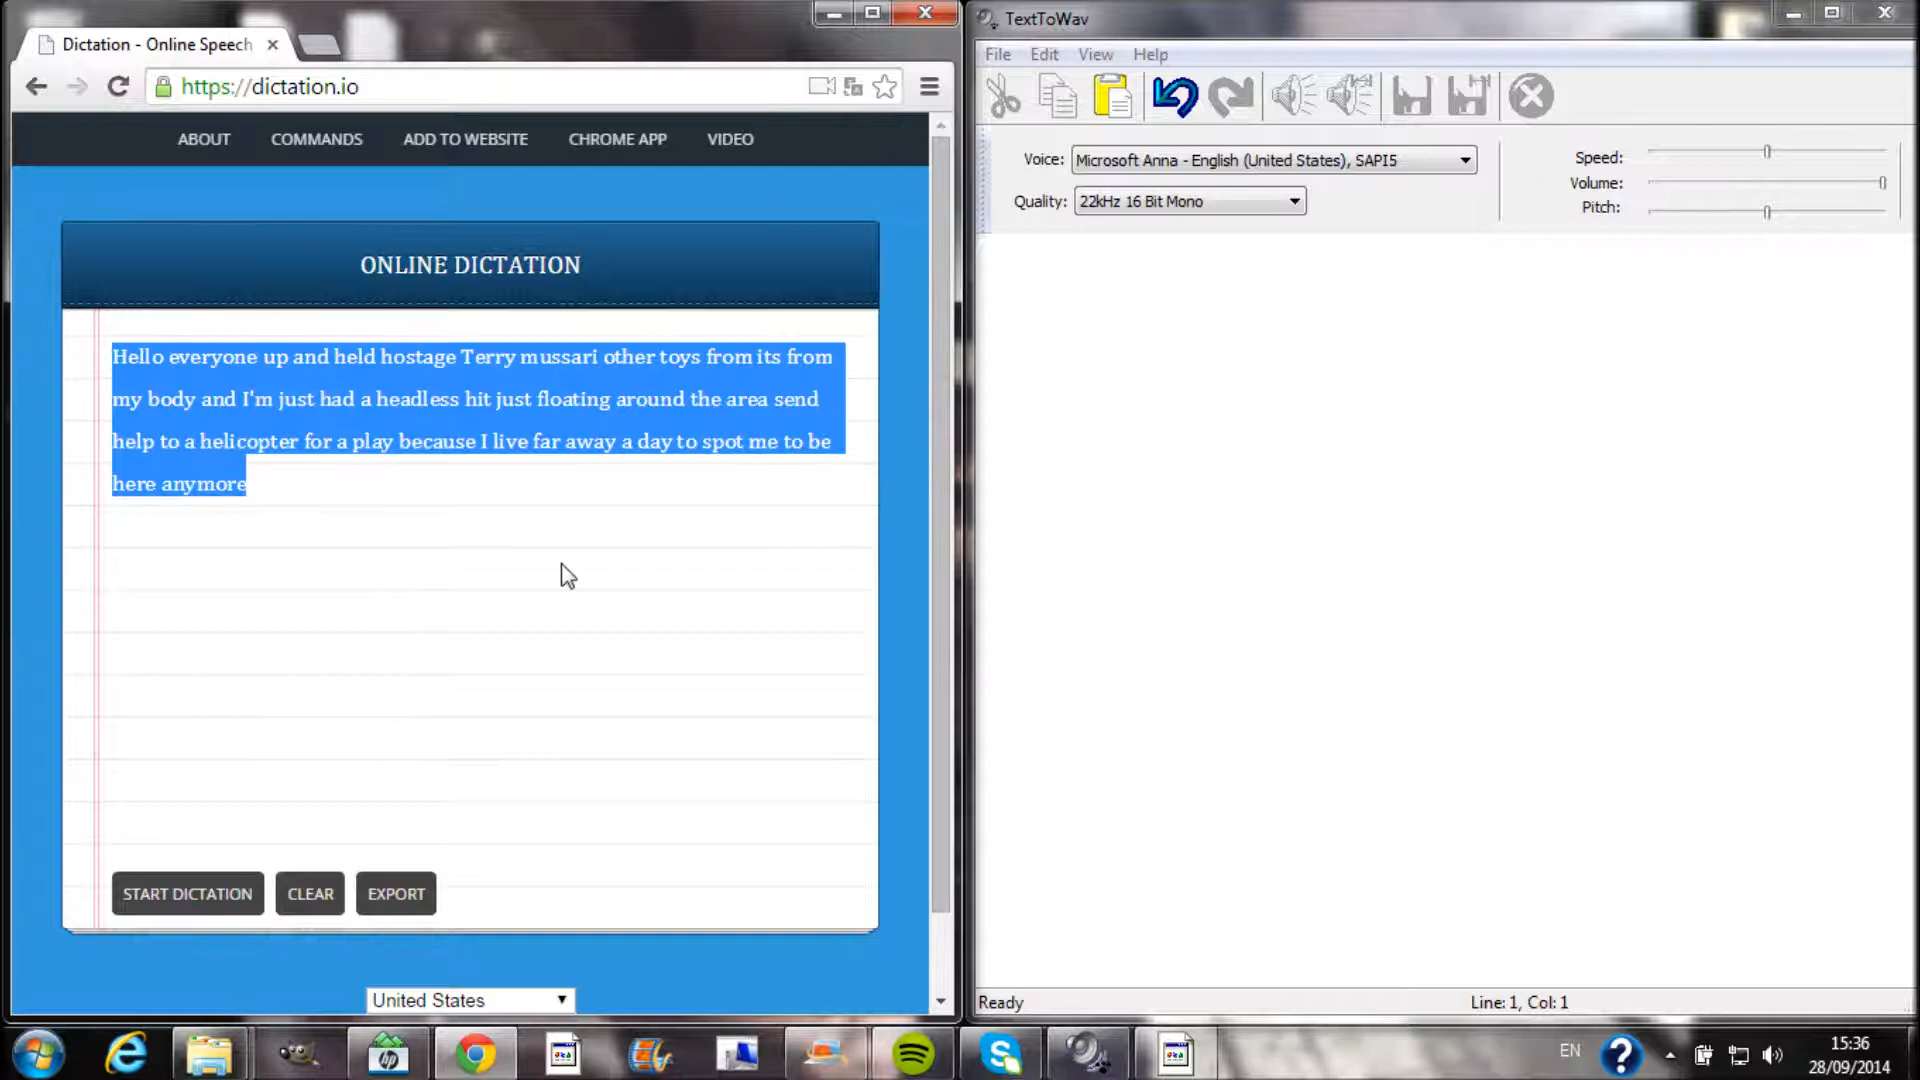 Dictation - Online Speech
https://dictation.io
ABOUT COMMANDS ADD TO WEBSITE CHROME APP VIDEO
ONLINE DICTATION
Hello everyone up and held hostage Terry mussari other toys from its from
my body and I'm just had a headless hit just floating around the area send
help to a helicopter for a play because I live far away a day to spot me to be
here anymore
START DICTATION CLEAR EXPORT
United States
TextToWav
File Edit View Help
Voice: Microsoft Anna - English (United States), SAPI5
Quality: 22kHz 16 Bit Mono
Speed:
Volume:
Pitch:
Ready Line: 1, Col: 1
hp
EN
15:36
28/09/2014